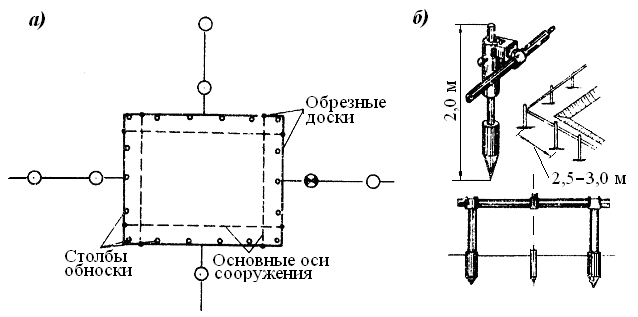 а)
Обрезные
доски
Столбы
обноски
Основные оси
сооружения
б)
2,0 м
2,5–3,0 м